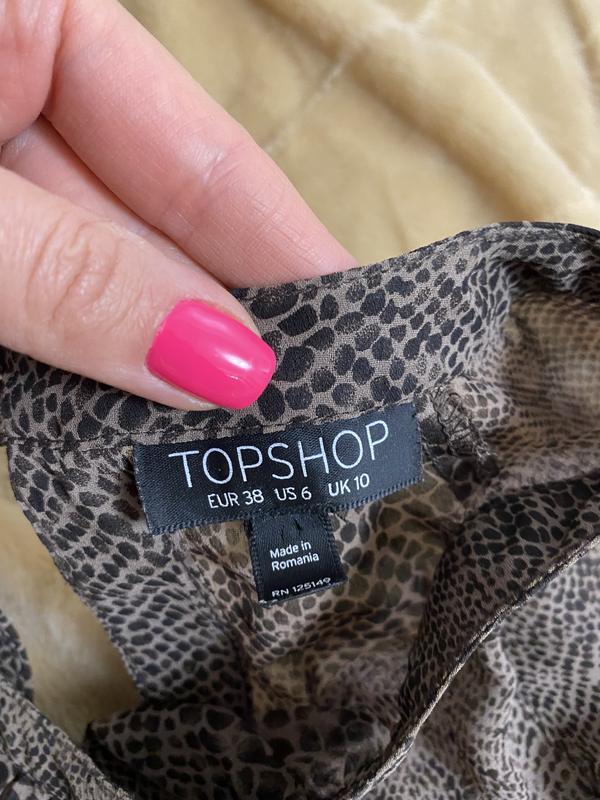 TOPSHOP
EUR 38 US 6 UK 10
Made in
Romania
RN 125149